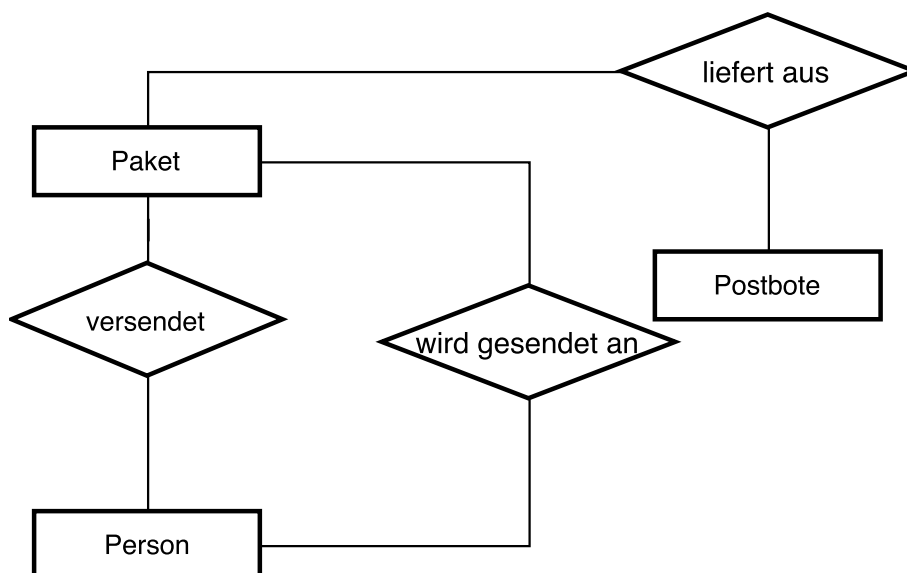 liefert aus
Paket
Postbote
versendet
wird gesendet an
Person